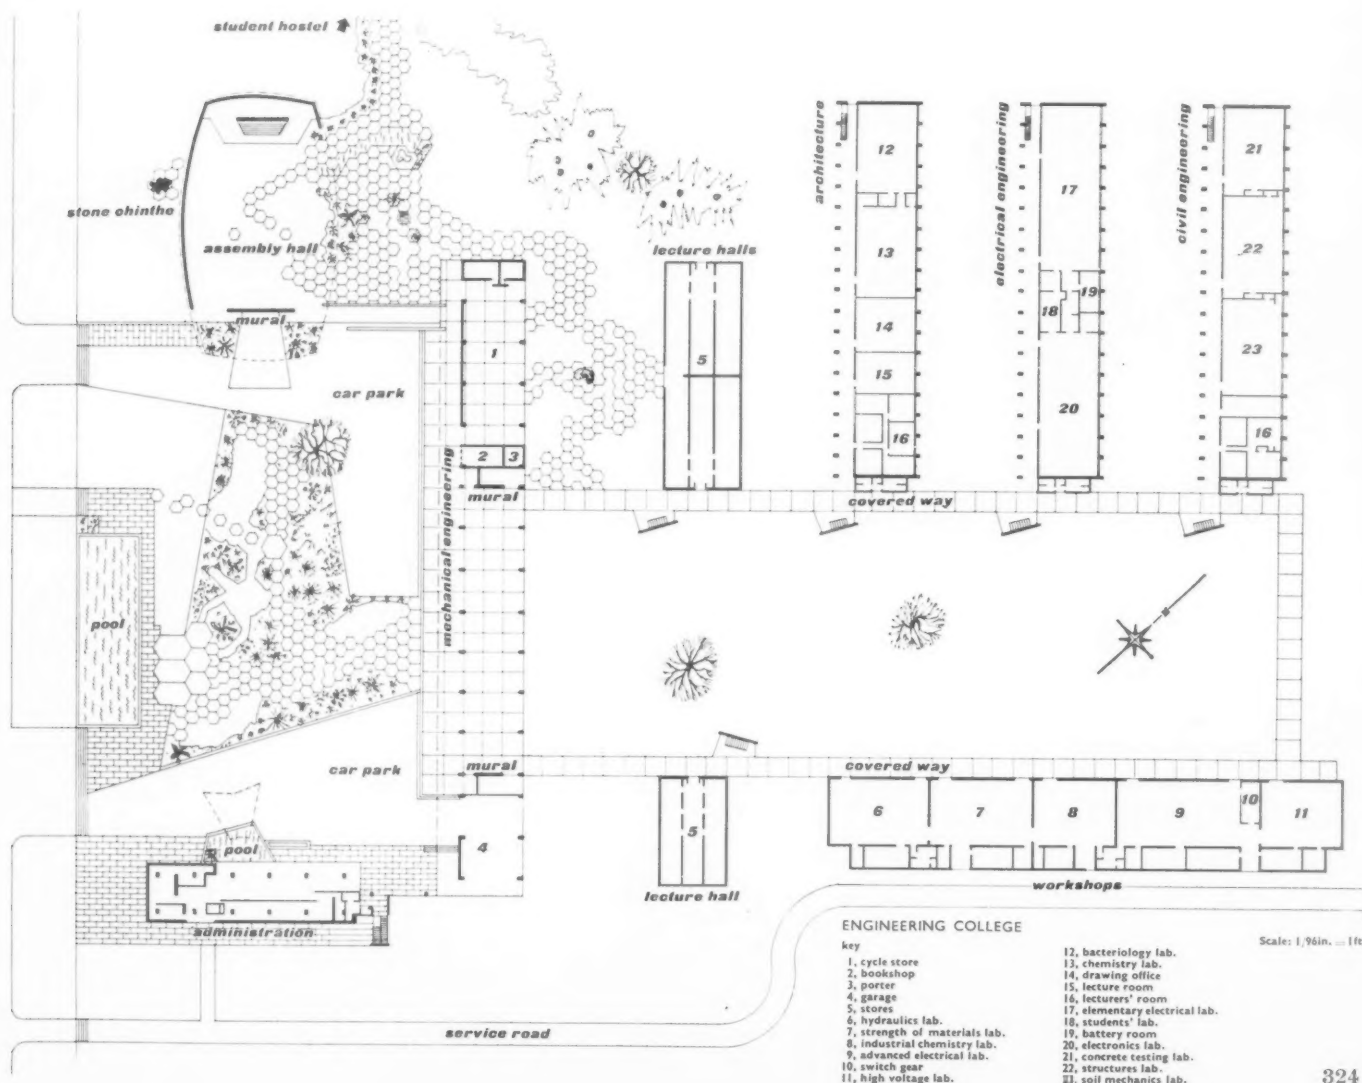 student hostel
stone chinthe
assembly hall
mural
car park
lecture halls
architecture
electrical engineering
civil engineering
12
13
14
15
16
17
18
19
20
21
22
23
16
1
2
3
5
mural
mechanical engineering
covered way
pool
car park
mural
covered way
4
5
6
7
8
9
10
11
pool
administration
lecture hall
workshops
service road
ENGINEERING COLLEGE
Scale: 1/96in. = 1ft
key
1, cycle store
2, bookshop
3, porter
4, garage
5, stores
6, hydraulics lab.
7, strength of materials lab.
8, industrial chemistry lab.
9, advanced electrical lab.
10, switch gear
11, high voltage lab.
12, bacteriology lab.
13, chemistry lab.
14, drawing office
15, lecture room
16, lecturers' room
17, elementary electrical lab.
18, students' lab.
19, battery room
20, electronics lab.
21, concrete testing lab.
22, structures lab.
23, soil mechanics lab.
324